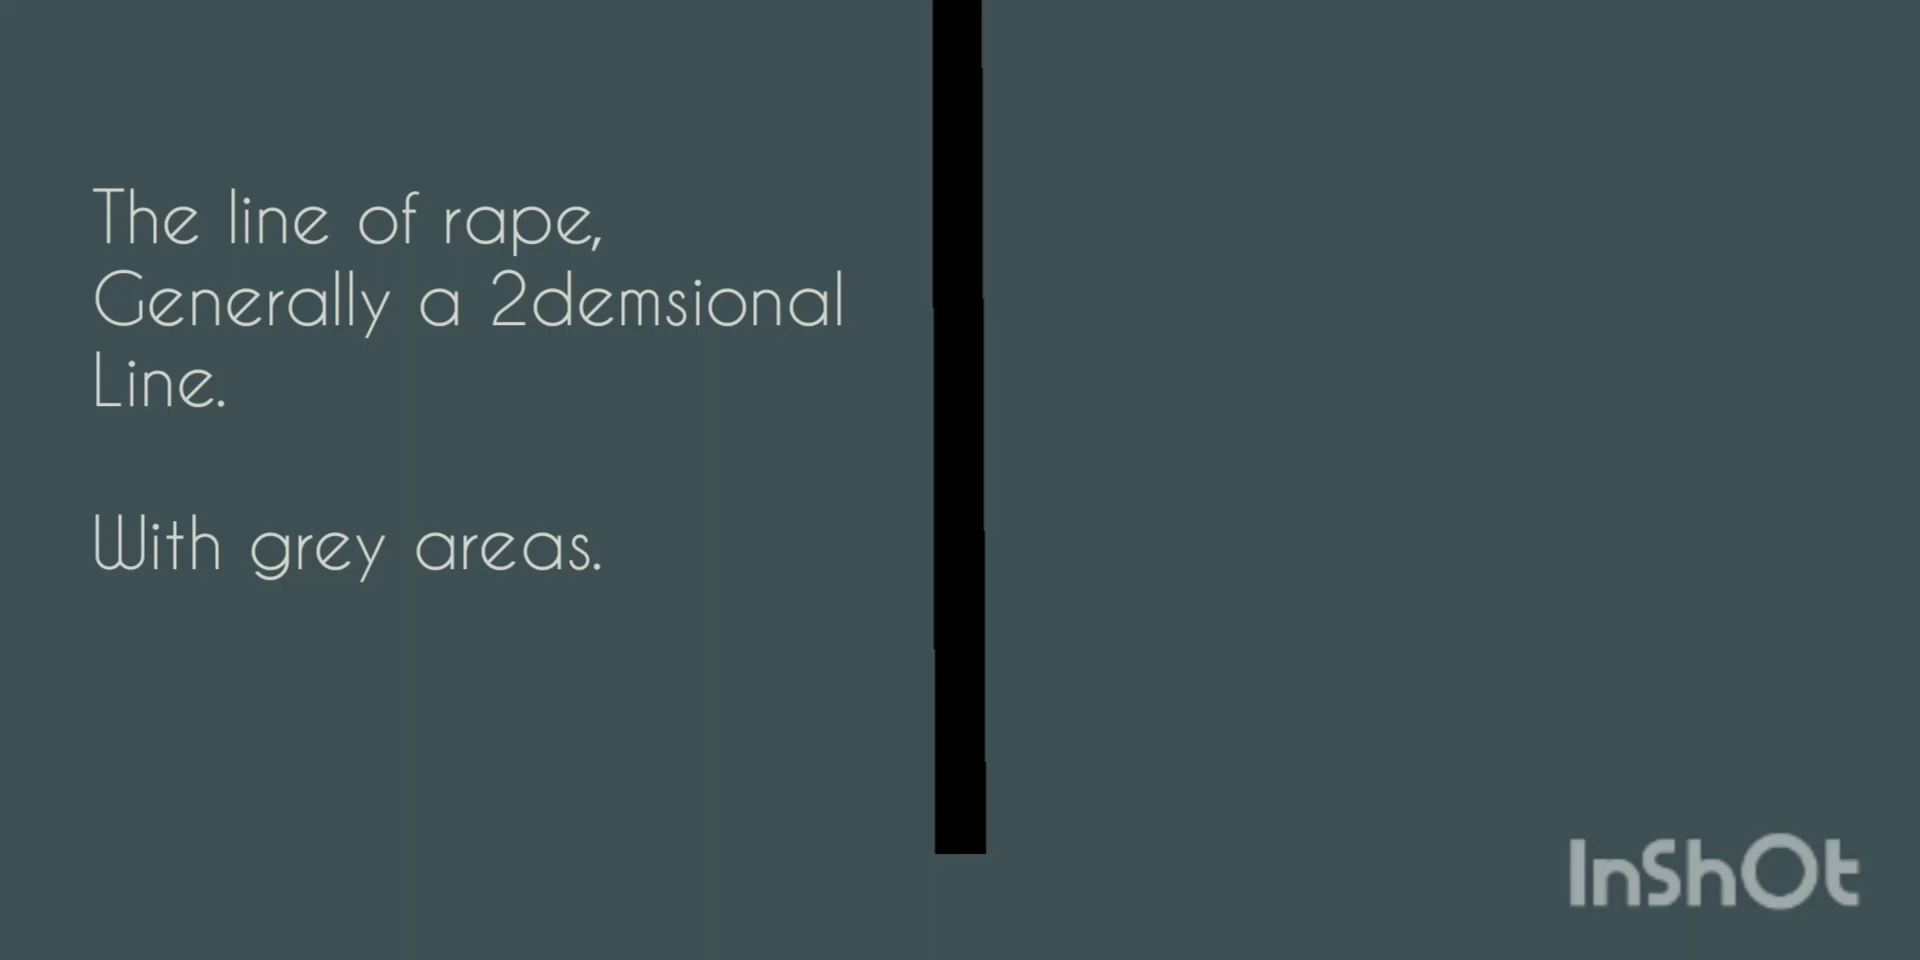 The line of rape,
Generally a 2demsional
Line.
With grey areas.
InShOt